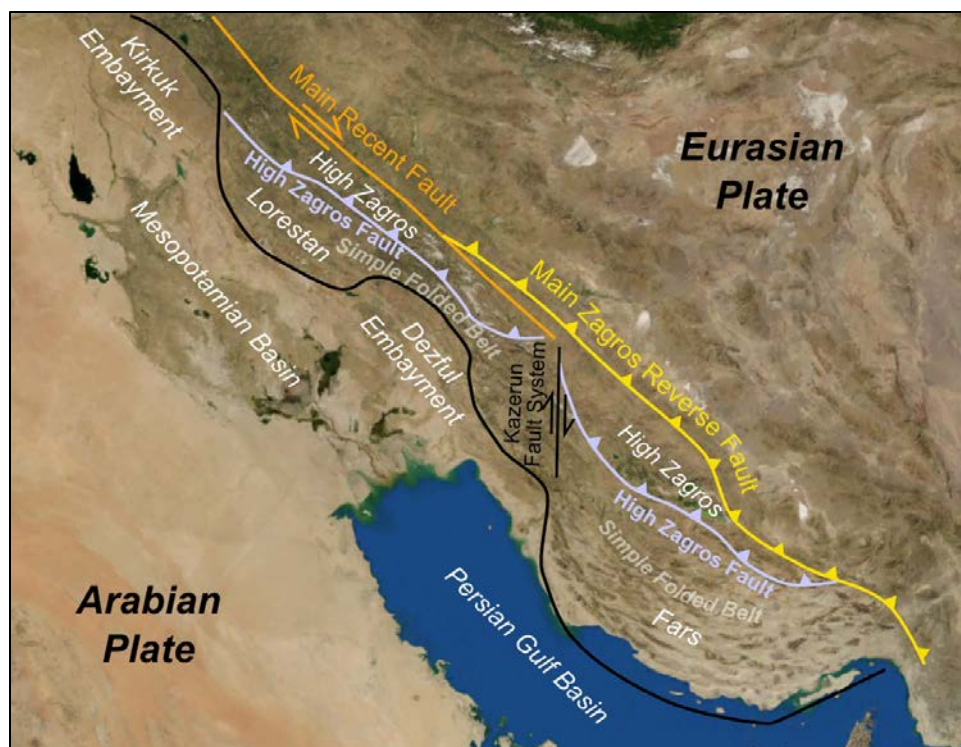 Kirkuk
Embayment
Main Recent Fault
High Zagros
High Zagros Fault
Lorestan
Simple Folded Belt
Mesopotamian Basin
Eurasian
Plate
Main Zagros Reverse Fault
Dezful
Embayment
Kazerun
Fault System
High Zagros
High Zagros Fault
Simple Folded Belt
Fars
Arabian
Plate
Persian Gulf Basin